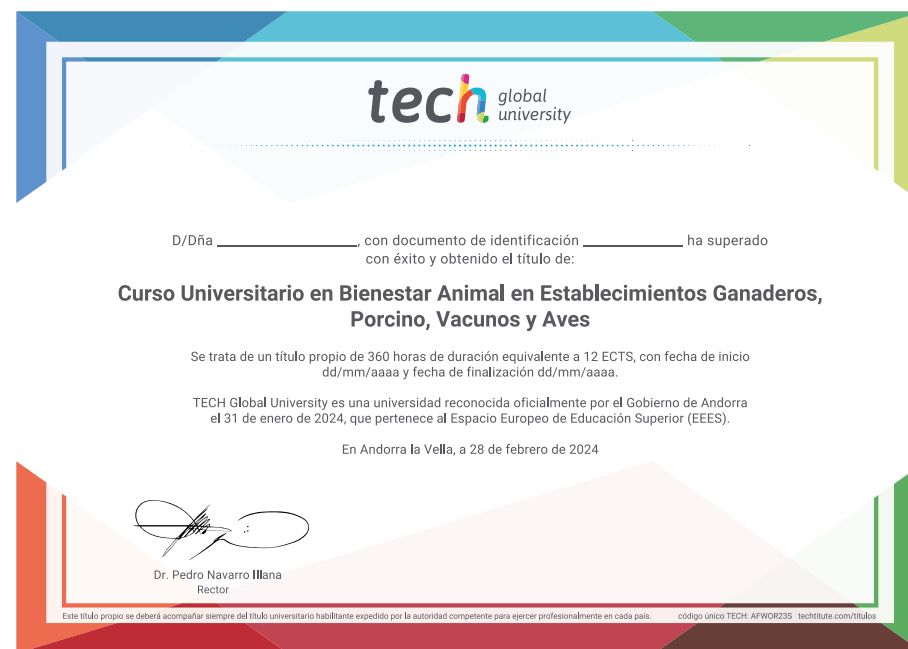 tech global university
D/Dña ____________________, con documento de identificación ______________ ha superado
con éxito y obtenido el título de:
Curso Universitario en Bienestar Animal en Establecimientos Ganaderos,
Porcino, Vacunos y Aves
Se trata de un título propio de 360 horas de duración equivalente a 12 ECTS, con fecha de inicio
dd/mm/aaaa y fecha de finalización dd/mm/aaaa.
TECH Global University es una universidad reconocida oficialmente por el Gobierno de Andorra
el 31 de enero de 2024, que pertenece al Espacio Europeo de Educación Superior (EEES).
En Andorra la Vella, a 28 de febrero de 2024
Dr. Pedro Navarro Illana
Rector
Este título propio se deberá acompañar siempre del título universitario habilitante expedido por la autoridad competente para ejercer profesionalmente en cada país. código único TECH: AFWOR23S techtitute.com/titulos